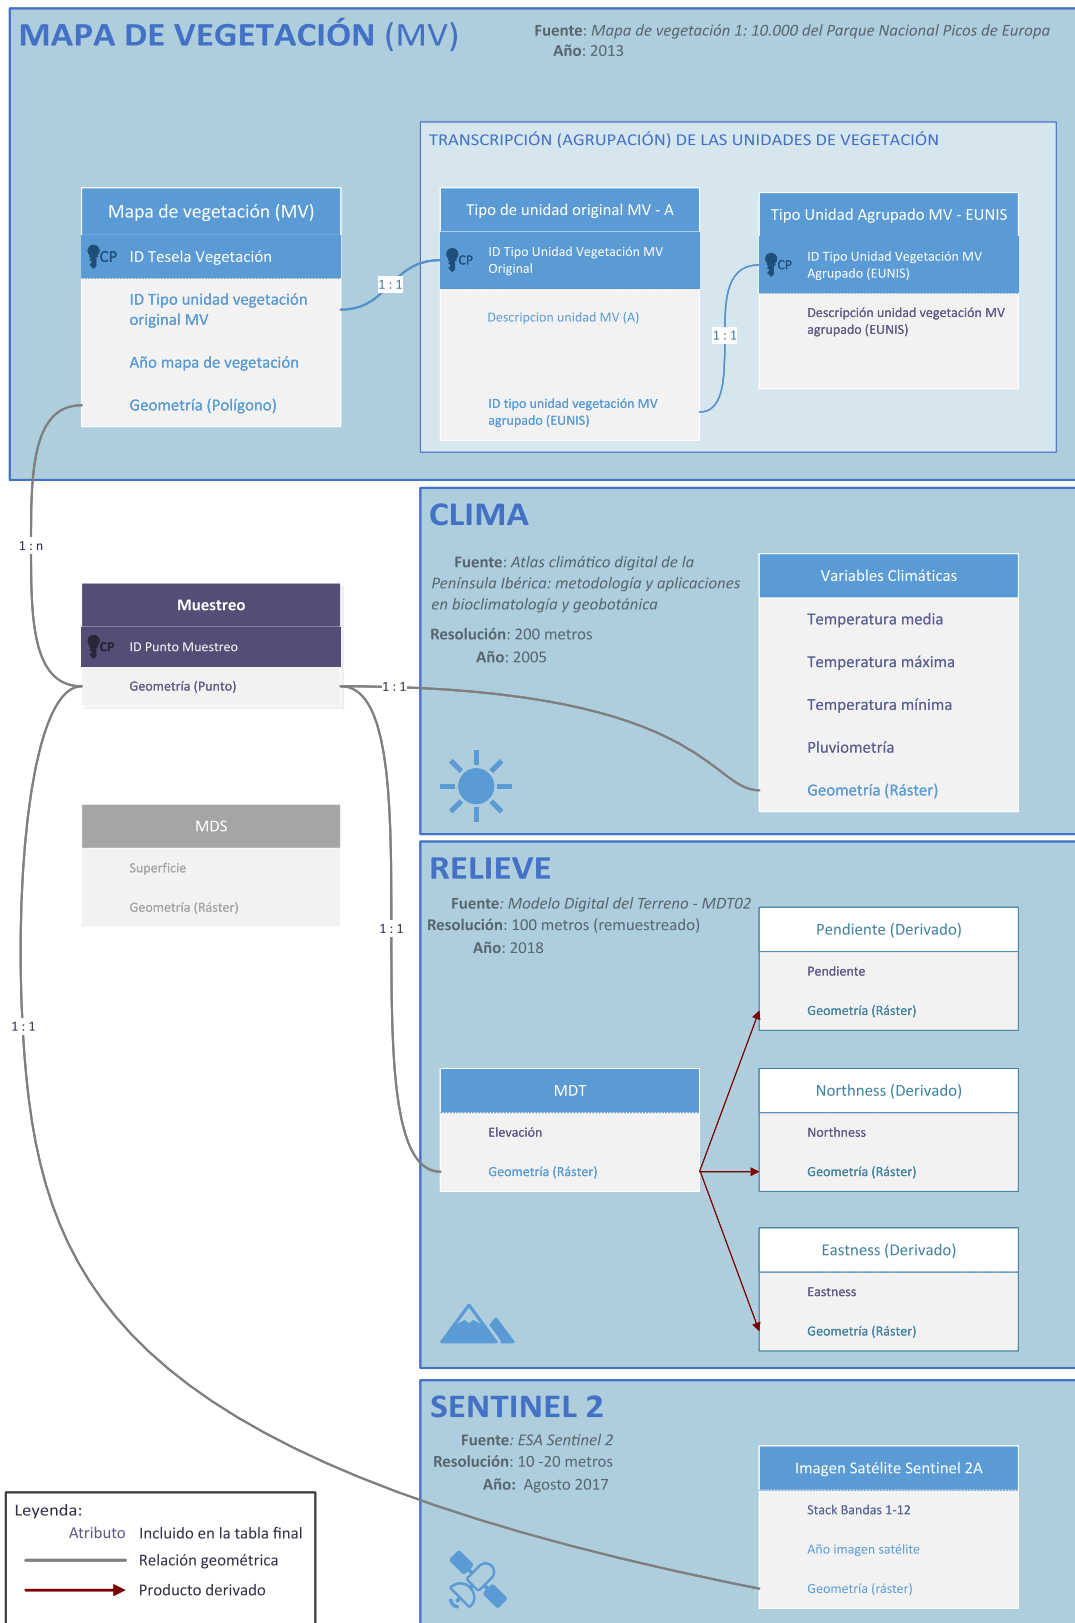 MAPA DE VEGETACIÓN (MV)
Fuente: Mapa de vegetación 1: 10.000 del Parque Nacional Picos de Europa
Año: 2013
TRANSCRIPCIÓN (AGRUPACIÓN) DE LAS UNIDADES DE VEGETACIÓN
Mapa de vegetación (MV)
CP ID Tesela Vegetación
ID Tipo unidad vegetación
original MV
Año mapa de vegetación
Geometría (Polígono)
1 : 1
Tipo de unidad original MV - A
CP ID Tipo Unidad Vegetación MV
Original
Descripcion unidad MV (A)
ID tipo unidad vegetación MV
agrupado (EUNIS)
1 : 1
Tipo Unidad Agrupado MV - EUNIS
CP ID Tipo Unidad Vegetación MV
Agrupado (EUNIS)
Descripción unidad vegetación MV
agrupado (EUNIS)
1 : n
Muestreo
CP ID Punto Muestreo
Geometría (Punto)
1 : 1
MDS
Superficie
Geometría (Ráster)
1 : 1
1 : 1
CLIMA
Fuente: Atlas climático digital de la
Península Ibérica: metodología y aplicaciones
en bioclimatología y geobotánica
Resolución: 200 metros
Año: 2005
Variables Climáticas
Temperatura media
Temperatura máxima
Temperatura mínima
Pluviometría
Geometría (Ráster)
RELIEVE
Fuente: Modelo Digital del Terreno - MDT02
Resolución: 100 metros (remuestreado)
Año: 2018
MDT
Elevación
Geometría (Ráster)
Pendiente (Derivado)
Pendiente
Geometría (Ráster)
Northness (Derivado)
Northness
Geometría (Ráster)
Eastness (Derivado)
Eastness
Geometría (Ráster)
SENTINEL 2
Fuente: ESA Sentinel 2
Resolución: 10 -20 metros
Año: Agosto 2017
Imagen Satélite Sentinel 2A
Stack Bandas 1-12
Año imagen satélite
Geometría (ráster)
Leyenda:
Atributo Incluido en la tabla final
Relación geométrica
Producto derivado